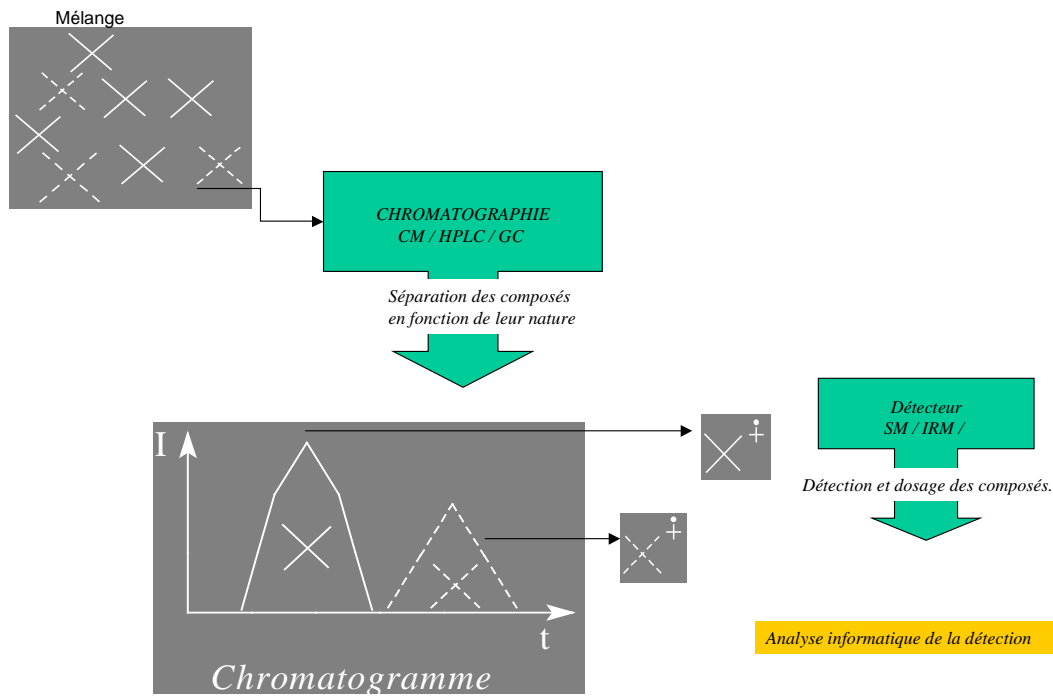 Mélange
CHROMATOGRAPHIE
CM / HPLC / GC
Séparation des composés
en fonction de leur nature
Détecteur
SM / IRM /
Détection et dosage des composés.
I
t
Chromatogramme
Analyse informatique de la détection